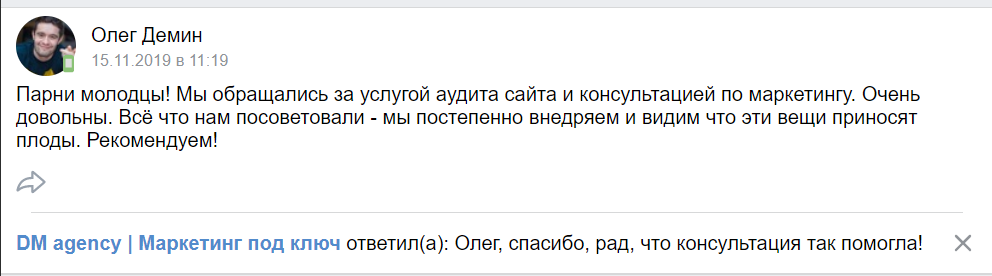 Олег Демин
15.11.2019 в 11:19
Парни молодцы! Мы обращались за услугой аудита сайта и консультацией по маркетингу. Очень
довольны. Всё что нам посоветовали - мы постепенно внедряем и видим что эти вещи приносят
плоды. Рекомендуем!
DM agency | Маркетинг под ключ ответил(а): Олег, спасибо, рад, что консультация так помогла!